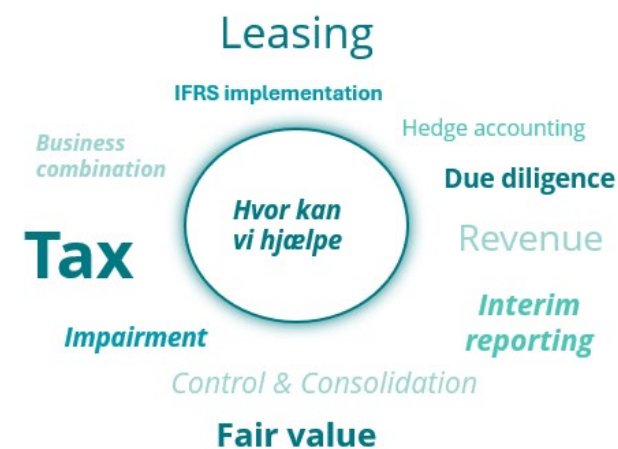 Leasing
IFRS implementation
Hedge accounting
Business
combination
Due diligence
Hvor kan
vi hjælpe
Tax
Revenue
Interim
reporting
Impairment
Control & Consolidation
Fair value